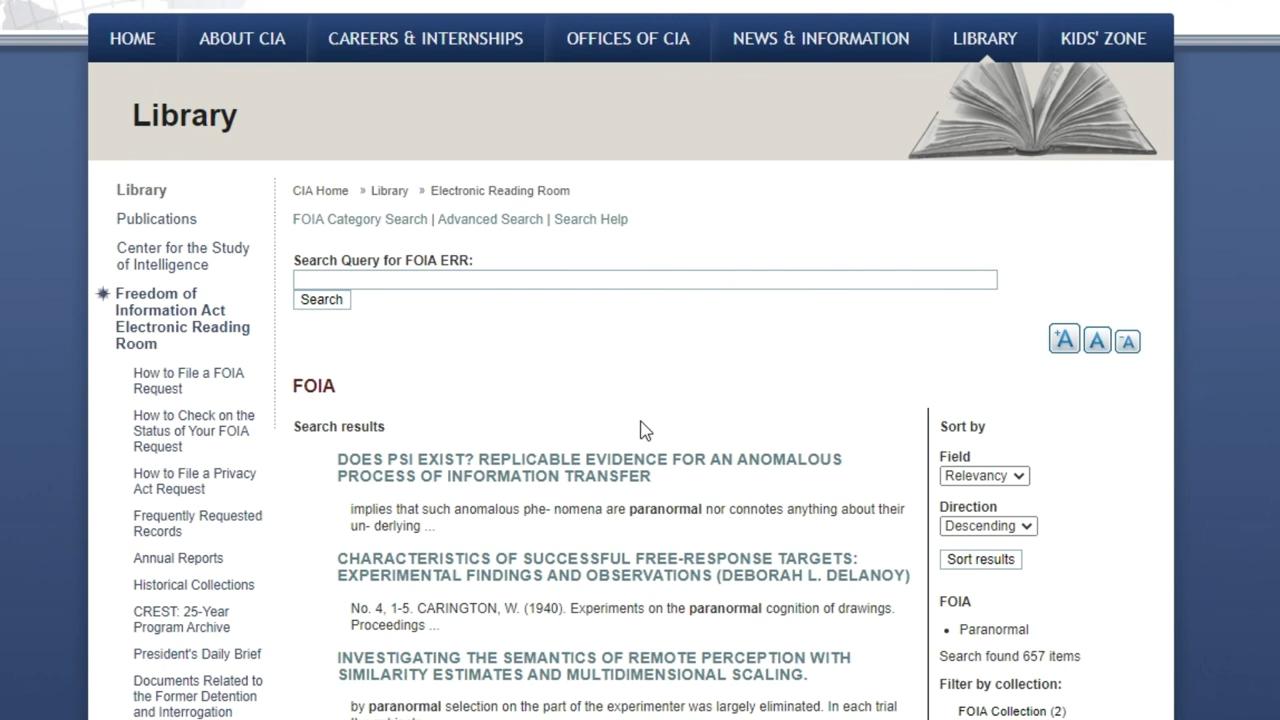 HOME ABOUT CIA CAREERS & INTERNSHIPS OFFICES OF CIA NEWS & INFORMATION LIBRARY KIDS' ZONE
Library
Library
Publications
Center for the Study
of Intelligence
Freedom of
Information Act
Electronic Reading
Room
How to File a FOIA
Request
How to Check on the
Status of Your FOIA
Request
How to File a Privacy
Act Request
Frequently Requested
Records
Annual Reports
Historical Collections
CREST: 25-Year
Program Archive
President's Daily Brief
Documents Related to
the Former Detention
and Interrogation
CIA Home » Library » Electronic Reading Room
FOIA Category Search | Advanced Search | Search Help
Search Query for FOIA ERR:
Search
+A A -A
FOIA
Search results
DOES PSI EXIST? REPLICABLE EVIDENCE FOR AN ANOMALOUS
PROCESS OF INFORMATION TRANSFER
implies that such anomalous phe- nomena are paranormal nor connotes anything about their
un- derlying ...
CHARACTERISTICS OF SUCCESSFUL FREE-RESPONSE TARGETS:
EXPERIMENTAL FINDINGS AND OBSERVATIONS (DEBORAH L. DELANOY)
No. 4, 1-5. CARINGTON, W. (1940). Experiments on the paranormal cognition of drawings.
Proceedings ...
INVESTIGATING THE SEMANTICS OF REMOTE PERCEPTION WITH
SIMILARITY ESTIMATES AND MULTIDIMENSIONAL SCALING.
by paranormal selection on the part of the experimenter was largely eliminated. In each trial
Sort by
Field
Relevancy
Direction
Descending
Sort results
FOIA
• Paranormal
Search found 657 items
Filter by collection:
FOIA Collection (2)